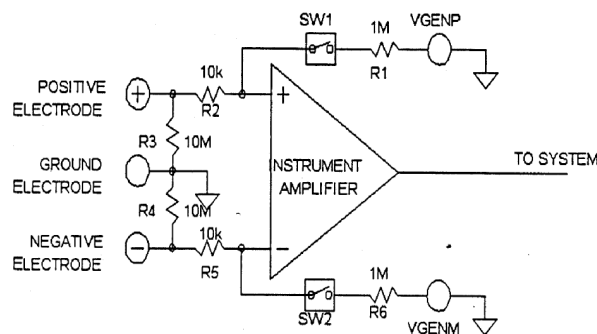 SW1
1M
VGENP
R1
POSITIVE
ELECTRODE
+
10k
R2
+
R3
10M
GROUND
ELECTRODE
INSTRUMENT
AMPLIFIER
TO SYSTEM
R4
10M
NEGATIVE
ELECTRODE
−
10k
R5
−
SW2
1M
R6
VGENM